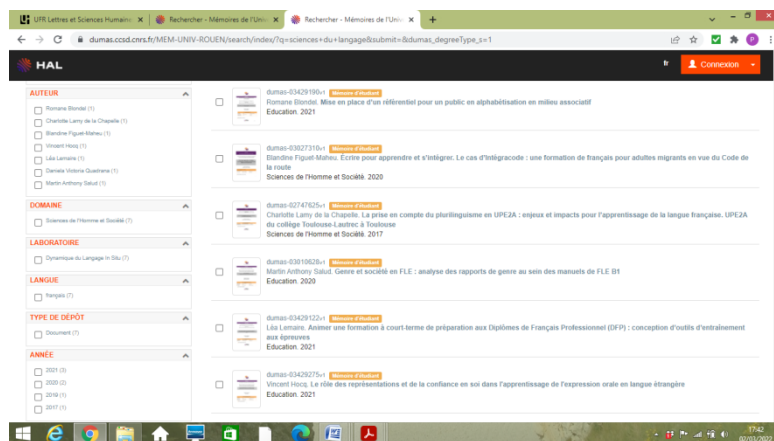 UFR Lettres et Sciences Humaine
Rechercher - Mémoires de l'Unive
Rechercher - Mémoires de l'Unive
dumas.ccsd.cnrs.fr/MEM-UNIV-ROUEN/search/index/?q=sciences+du+langage&submit=&dumas_degreeType_s=1
HAL
fr
Connexion
AUTEUR
Romane Blondel (1)
Charlotte Lamy de la Chapelle (1)
Blandine Figuet-Maheu (1)
Vincent Hocq (1)
Léa Lemaire (1)
Daniela Victoria Quadrana (1)
Martin Anthony Salud (1)
DOMAINE
Sciences de l'Homme et Société (7)
LABORATOIRE
Dynamique du Langage In Situ (7)
LANGUE
français (7)
TYPE DE DÉPÔT
Document (7)
ANNÉE
2021 (3)
2020 (2)
2019 (1)
2017 (1)
dumas-03429190v1 Mémoire d'étudiant
Romane Blondel. Mise en place d'un référentiel pour un public en alphabétisation en milieu associatif
Education. 2021
dumas-03027310v1 Mémoire d'étudiant
Blandine Figuet-Maheu. Écrire pour apprendre et s'intégrer. Le cas d'Intégracode : une formation de français pour adultes migrants en vue du Code de
la route
Sciences de l'Homme et Société. 2020
dumas-02747625v1 Mémoire d'étudiant
Charlotte Lamy de la Chapelle. La prise en compte du plurilinguisme en UPE2A : enjeux et impacts pour l'apprentissage de la langue française. UPE2A
du collège Toulouse-Lautrec à Toulouse
Sciences de l'Homme et Société. 2017
dumas-03010628v1 Mémoire d'étudiant
Martin Anthony Salud. Genre et société en FLE : analyse des rapports de genre au sein des manuels de FLE B1
Education. 2020
dumas-03429122v1 Mémoire d'étudiant
Léa Lemaire. Animer une formation à court-terme de préparation aux Diplômes de Français Professionnel (DFP) : conception d'outils d'entraînement
aux épreuves
Education. 2021
dumas-03429275v1 Mémoire d'étudiant
Vincent Hocq. Le rôle des représentations et de la confiance en soi dans l'apprentissage de l'expression orale en langue étrangère
Education. 2021
17:42
02/03/2022